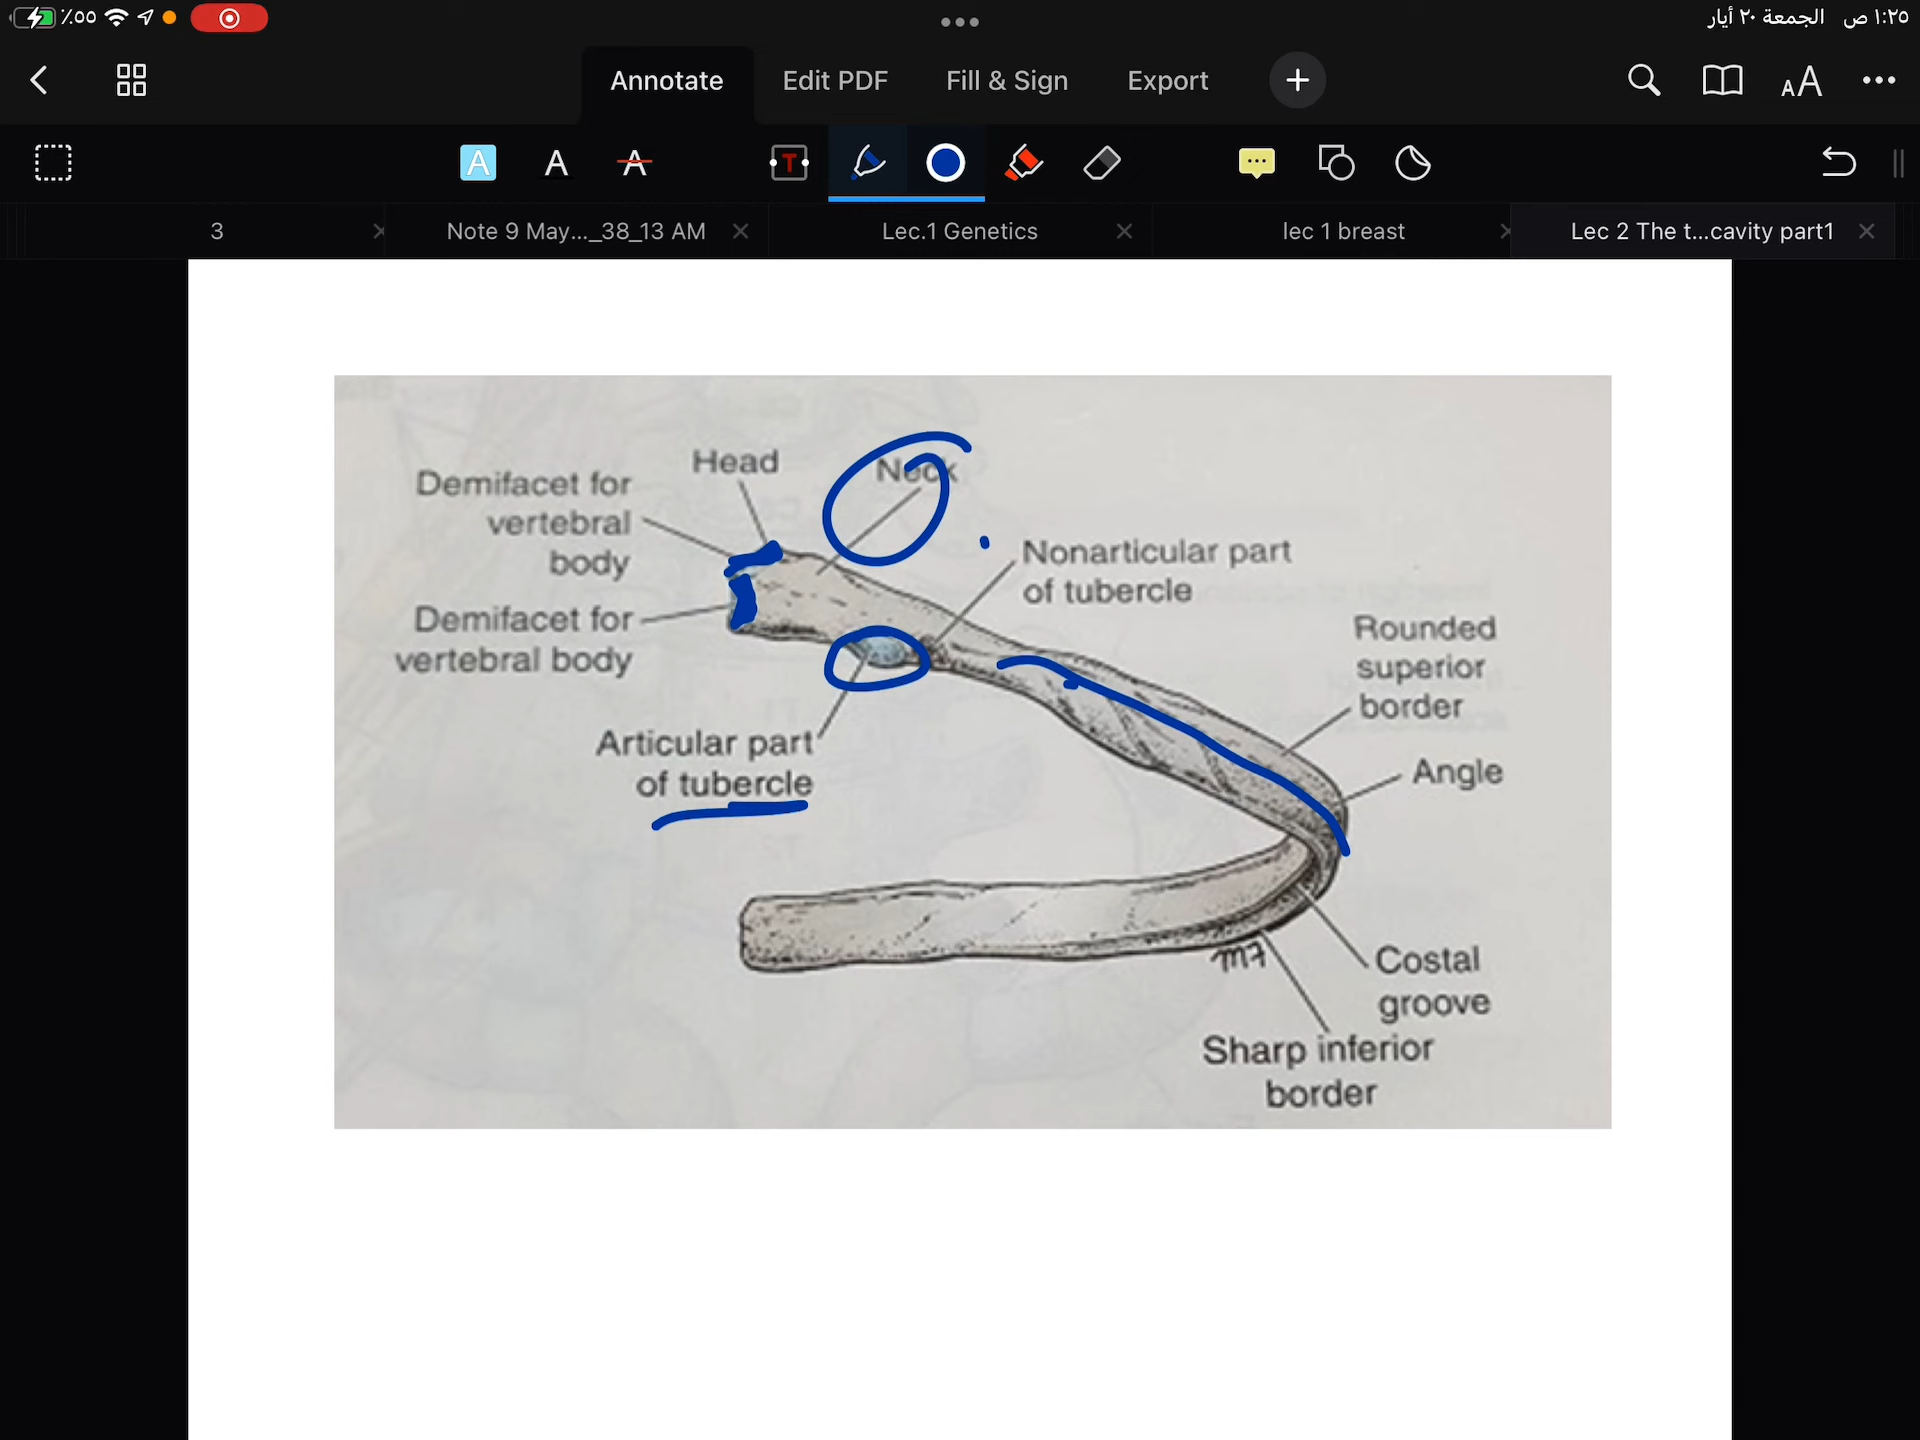 ٪٥٥
١:٢٥ ص الجمعة ٢٠ أيار
Annotate
Edit PDF
Fill & Sign
Export
AA
A
A
A
T
3
Note 9 May..._38_13 AM
Lec.1 Genetics
lec 1 breast
Lec 2 The t...cavity part1
Head
Neck
Demifacet for
vertebral
body
Nonarticular part
of tubercle
Demifacet for
vertebral body
Rounded
superior
border
Articular part
of tubercle
Angle
Costal
groove
Sharp inferior
border